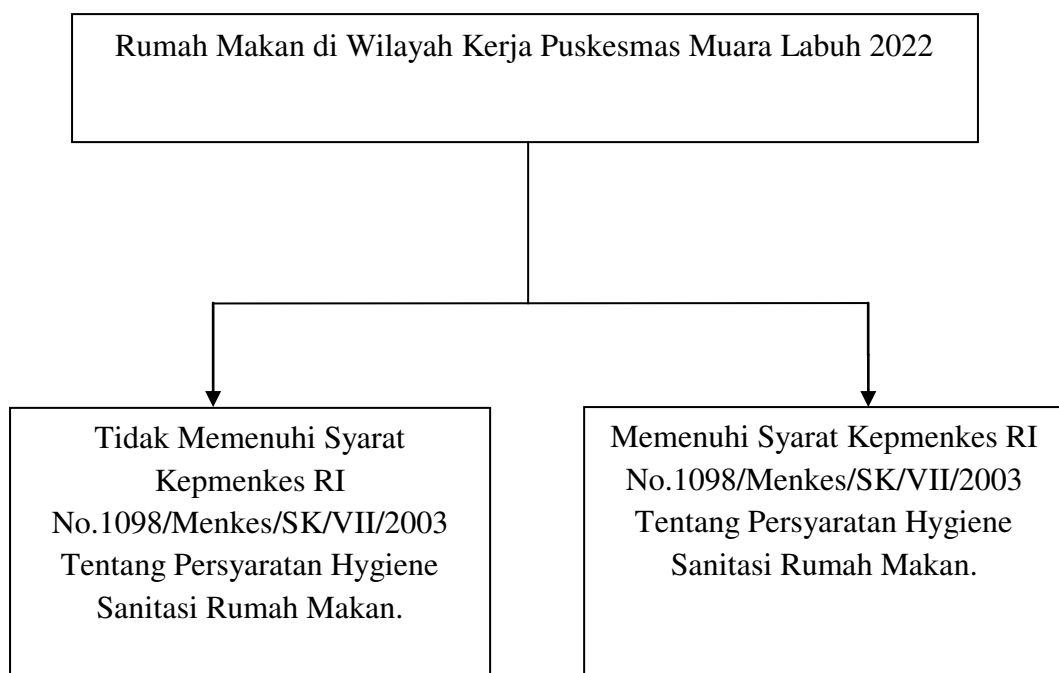 Rumah Makan di Wilayah Kerja Puskesmas Muara Labuh 2022
Tidak Memenuhi Syarat
Kepmenkes RI
No.1098/Menkes/SK/VII/2003
Tentang Persyaratan Hygiene
Sanitasi Rumah Makan.
Memenuhi Syarat Kepmenkes RI
No.1098/Menkes/SK/VII/2003
Tentang Persyaratan Hygiene
Sanitasi Rumah Makan.